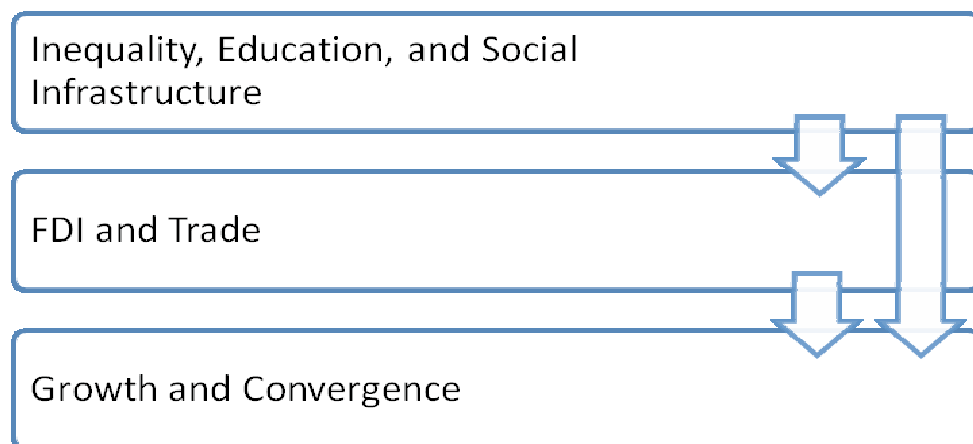 Inequality, Education, and Social
Infrastructure
FDI and Trade
Growth and Convergence